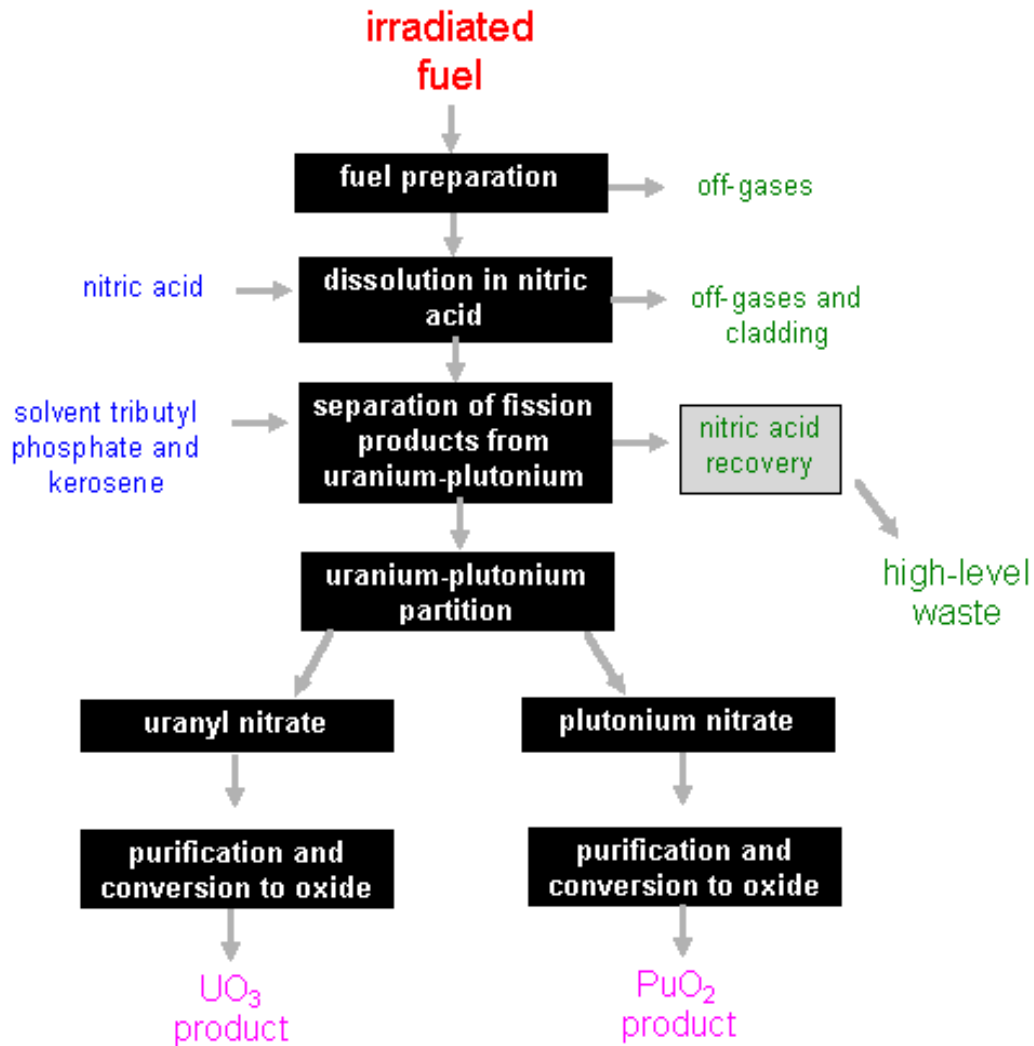 irradiated
fuel
fuel preparation
off-gases
nitric acid
dissolution in nitric
acid
off-gases and
cladding
solvent tributyl
phosphate and
kerosene
separation of fission
products from
uranium-plutonium
nitric acid
recovery
high-level
waste
uranium-plutonium
partition
uranyl nitrate
plutonium nitrate
purification and
conversion to oxide
purification and
conversion to oxide
UO₃
product
PuO₂
product